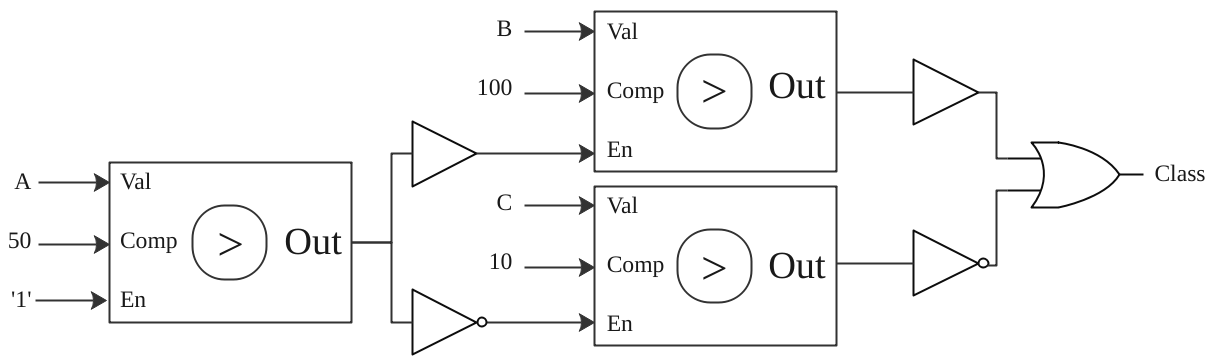 A
50
'1'
Val
Comp
En
>
Out
B
100
Val
Comp
En
>
Out
C
10
Val
Comp
En
>
Out
Class